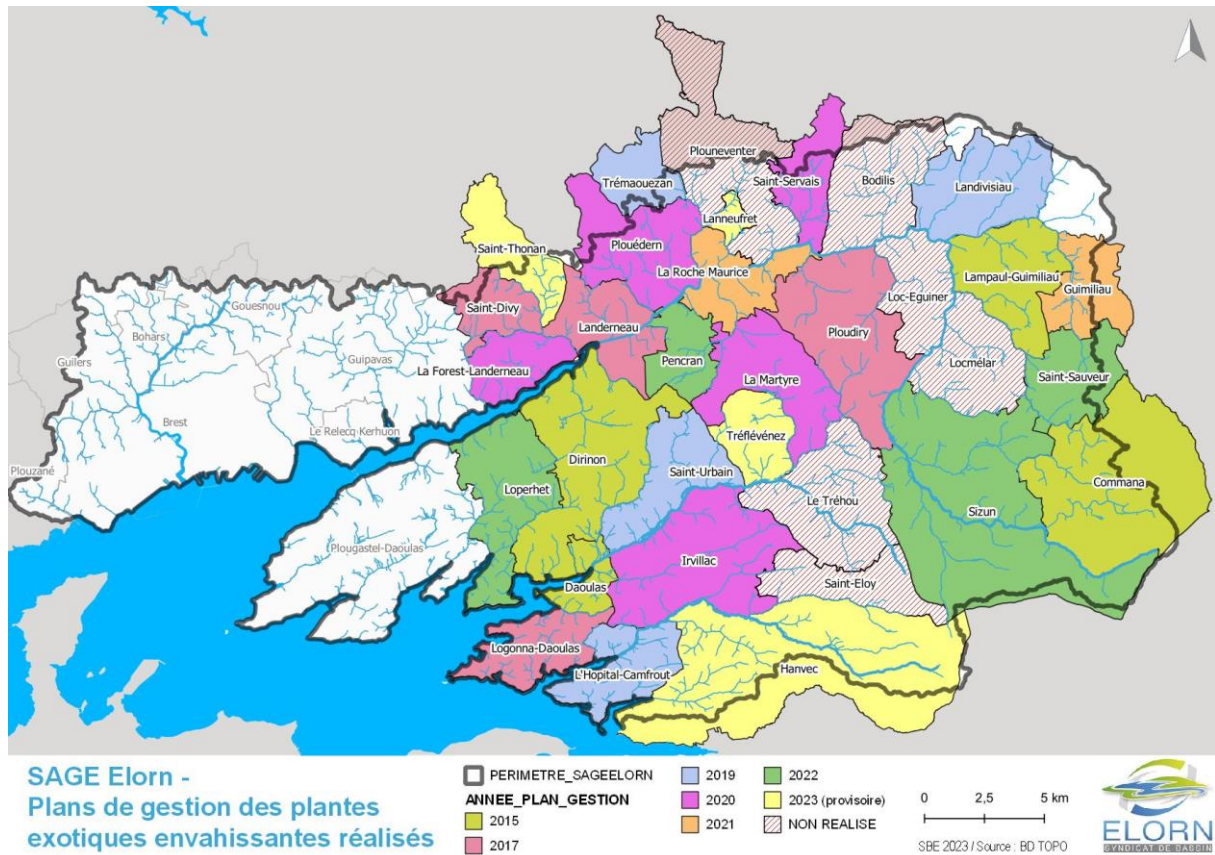 Plouneventer
Trémaouezan
Saint-Servais
Bodilis
Landivisiau
Lanneufret
Saint-Thonan
Plouédern
La Roche Maurice
Lampaul-Guimiliau
Guimiliau
Loc-Eguiner
Gouesnou
Saint-Divy
Landerneau
Ploudiry
Bohars
Guilers
Guipavas
Pencran
Locmélar
La Forest-Landerneau
La Martyre
Saint-Sauveur
Brest
Le Relecq-Kerhuon
Tréflévénez
Dirinon
Saint-Urbain
Plouzané
Loperhet
Commana
Le Tréhou
Sizun
Plougastel-Daoulas
Irvillac
Saint-Eloy
Daoulas
Logonna-Daoulas
L'Hopital-Camfrout
Hanvec
SAGE Elorn -
Plans de gestion des plantes
exotiques envahissantes réalisés
PERIMETRE_SAGEELORN
ANNEE_PLAN_GESTION
2015
2017
2019
2020
2021
2022
2023 (provisoire)
NON REALISE
0 2,5 5 km
SBE 2023 / Source : BD TOPO
ELORN
SYNDICAT DE BASSIN